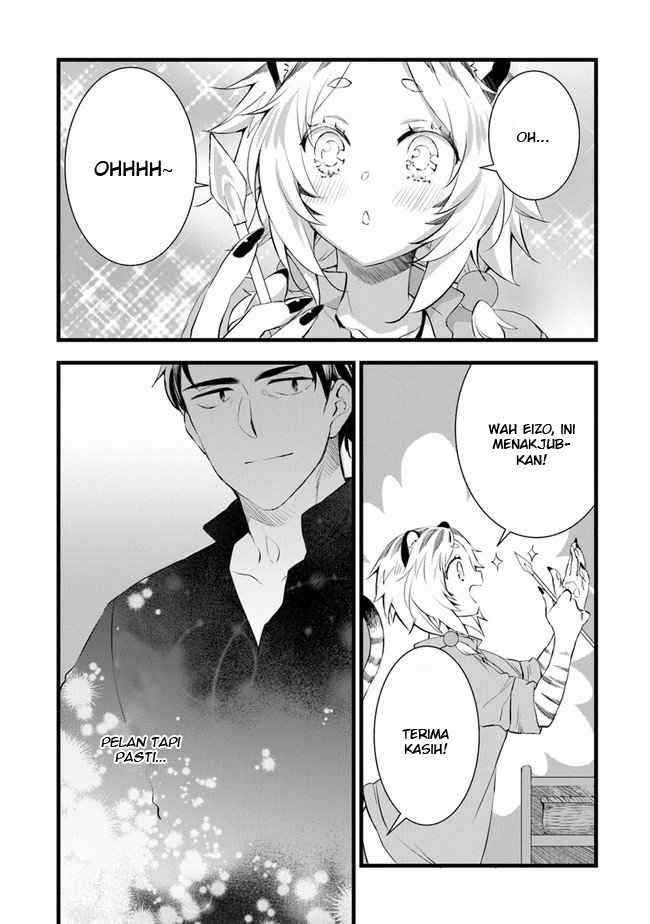 OH...
OHHHH~
WAH EIZO, INI
MENAKJUB-
KAN!
TERIMA
KASIH!
PELAN TAPI
PASTI...